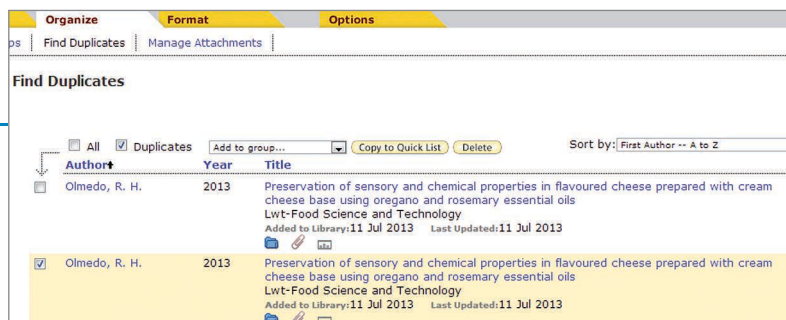 Organize Format Options
ps Find Duplicates Manage Attachments
Find Duplicates
All Duplicates Add to group... Copy to Quick List Delete Sort by: First Author -- A to Z
Author Year Title
Olmedo, R. H. 2013 Preservation of sensory and chemical properties in flavoured cheese prepared with cream
cheese base using oregano and rosemary essential oils
Lwt-Food Science and Technology
Added to Library:11 Jul 2013 Last Updated:11 Jul 2013
Olmedo, R. H. 2013 Preservation of sensory and chemical properties in flavoured cheese prepared with cream
cheese base using oregano and rosemary essential oils
Lwt-Food Science and Technology
Added to Library:11 Jul 2013 Last Updated:11 Jul 2013